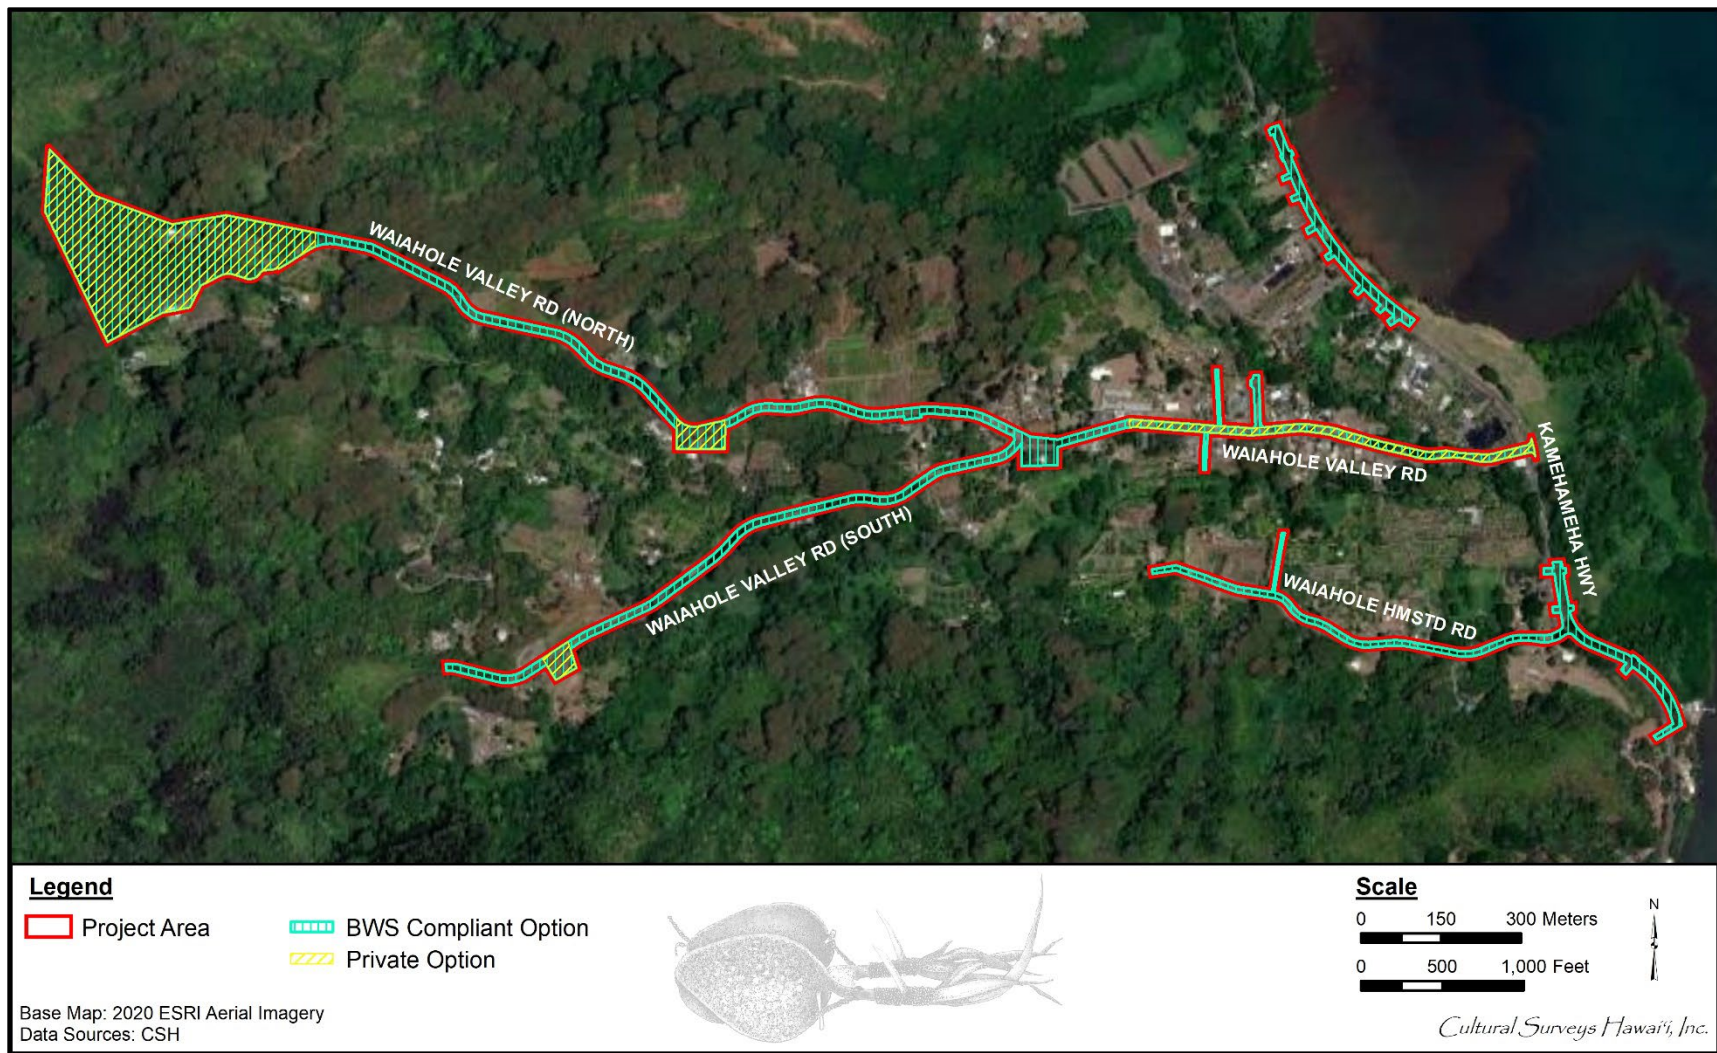 WAIAHOLE VALLEY RD (NORTH)
WAIAHOLE VALLEY RD
KAMEHAMEHA HWY
WAIAHOLE VALLEY RD (SOUTH)
WAIAHOLE HMSTD RD
Legend
Project Area
BWS Compliant Option
Private Option
Base Map: 2020 ESRI Aerial Imagery
Data Sources: CSH
Scale
0 150 300 Meters
0 500 1,000 Feet
N
Cultural Surveys Hawai‘i, Inc.